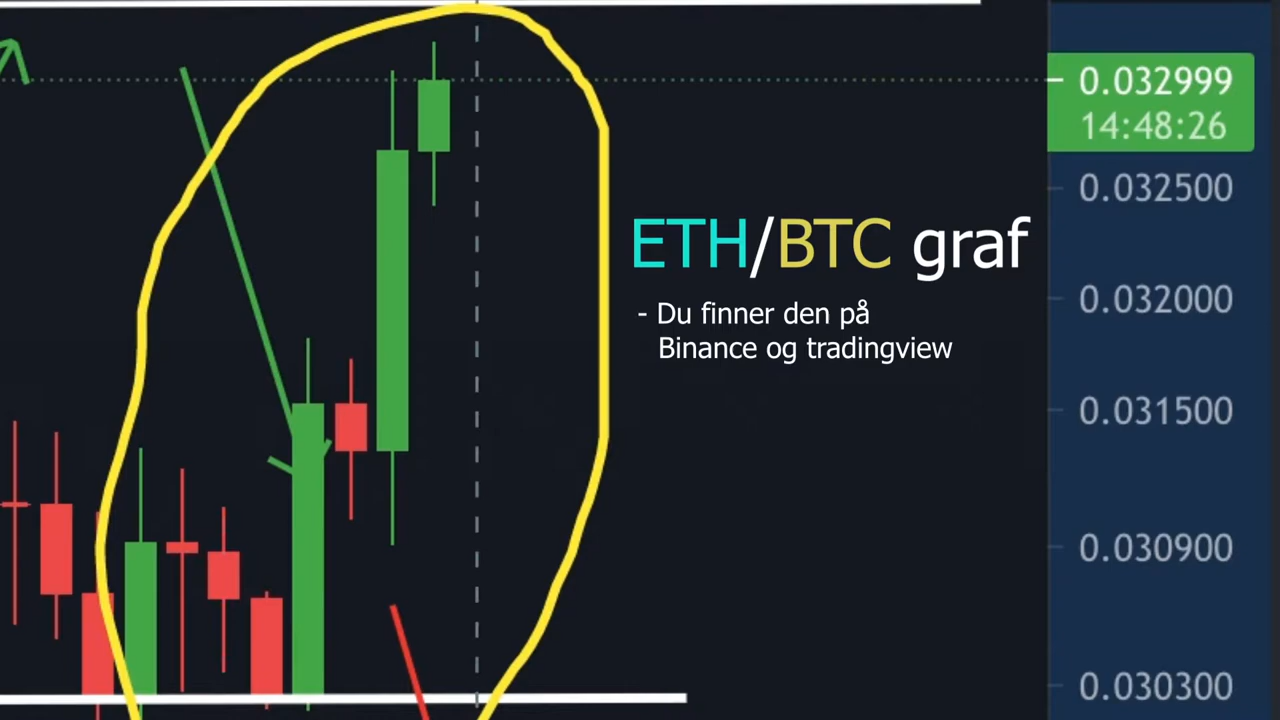 0.032999
14:48:26
0.032500
ETH/BTC graf
0.032000
- Du finner den på
Binance og tradingview
0.031500
0.030900
0.030300